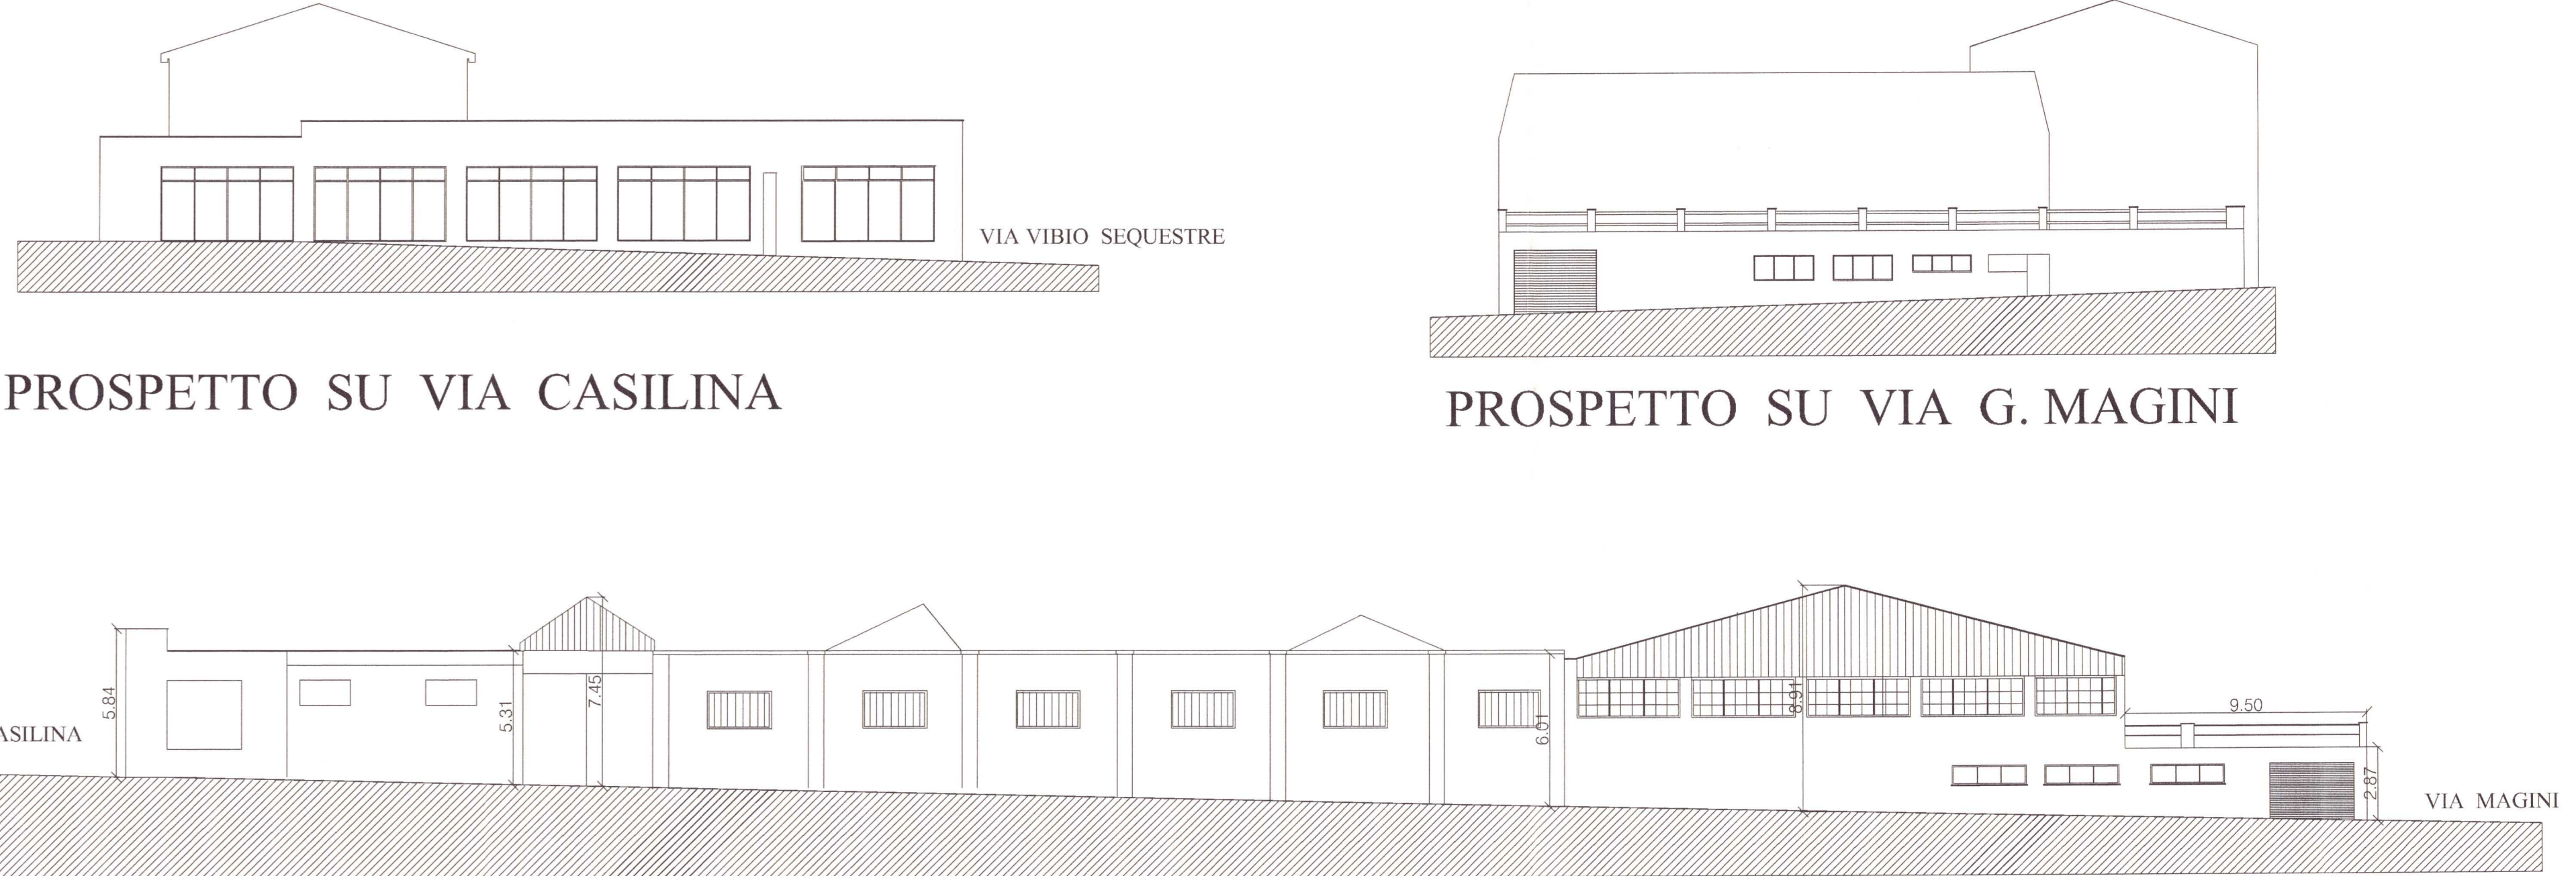 VIA VIBIO SEQUESTRE
PROSPETTO SU VIA CASILINA
PROSPETTO SU VIA G. MAGINI
5.84
5.31
7.45
6.01
8.91
9.50
2.87
ASILINA
VIA MAGINI